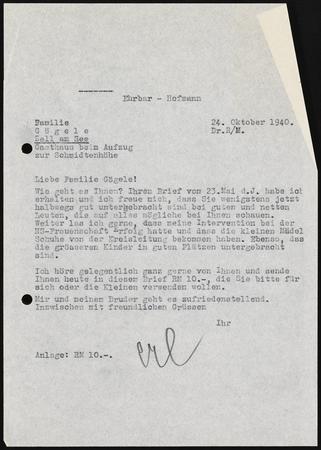 Ehrbar - Hofmann
Familie
G ö g e l e
Zell am See
Gasthaus beim Aufzug
zur Schmidtenhöhe
24. Oktober 1940.
Dr.R/M.
Liebe Familie Gögele!
Wie geht es Ihnen? Ihren Brief vom 23.Mai d.J. habe ich
erhalten und ich freue mich, dass Sie wenigstens jetzt
halbwegs gut untergebracht sind bei guten und netten
Leuten, die auf alles mögliche bei Ihnen schauen.
Weiter las ich gerne, dass meine Intervention bei der
NS-Frauenschaft Erfolg hatte und dass die kleinen Mädel
Schuhe von der Kreisleitung bekommen haben. Ebenso, dass
die grösseren Kinder in guten Plätzen untergebracht
sind.
Ich höre gelegentlich ganz gerne von Ihnen und sende
Ihnen heute in diesem Brief RM 10.-, die Sie bitte für
sich oder die Kleinen verwenden wollen.
Mir und meinem Bruder geht es zufriedenstellend.
Inzwischen mit freundlichen Grüssen
Ihr
Anlage: RM 10.-.